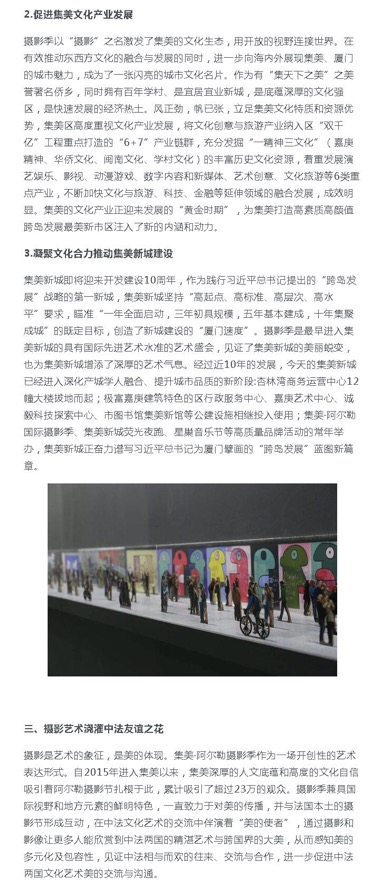 2.促进集美文化产业发展
摄影季以“摄影”之名激发了集美的文化生态，用开放的视野连接世界。在
有效推动东西方文化的融合与发展的同时，进一步向海内外展现集美、厦门
的城市魅力，成为了一张闪亮的城市文化名片。作为有“集天下之美”之美
誉著名侨乡，同时拥有百年学村、是宜居宜业新城，是底蕴深厚的文化强
区，是快速发展的经济热土。风正劲，帆已张，立足集美文化特质和资源优
势，集美区高度重视文化产业发展，将文化创意与旅游产业纳入区“双千
亿”工程重点打造的“6+7”产业链群，充分发掘“一精神三文化”（嘉庚
精神、华侨文化、闽南文化、学村文化）的丰富历史文化资源，着重发展演
艺娱乐、影视、动漫游戏、数字内容和新媒体、艺术创意、文化旅游等6类重
点产业，不断加快文化与旅游、科技、金融等延伸领域的融合发展，成效明
显。集美的文化产业正迎来发展的“黄金时期”，为集美打造高素质高颜值
跨岛发展最美新市区注入了新的内涵和动力。
3.凝聚文化合力推动集美新城建设
集美新城即将迎来开发建设10周年，作为践行习近平总书记提出的“跨岛发
展”战略的第一新城，集美新城坚持“高起点、高标准、高层次、高水
平”要求，瞄准“一年全面启动，三年初具规模，五年基本建成，十年集聚
成城”的既定目标，创造了新城建设的“厦门速度”。摄影季是最早进入集
美新城的具有国际先进艺术水准的艺术盛会，见证了集美新城的美丽蜕变，
也为集美新城增添了深厚的艺术气息。经过近10年的发展，今天的集美新城
已经进入深化产城学人融合、提升城市品质的新阶段:杏林湾商务运营中心12
幢大楼拔地而起；极富嘉庚建筑特色的区行政服务中心、嘉庚艺术中心、诚
毅科技探索中心、市图书馆集美新馆等公建设施相继投入使用；集美·阿尔勒
国际摄影季、集美新城荧光夜跑、星巢音乐节等高质量品牌活动的常年举
办，集美新城正奋力谱写习近平总书记为厦门擘画的“跨岛发展”蓝图新篇
章。
三、摄影艺术浇灌中法友谊之花
摄影是艺术的象征，是美的体现。集美·阿尔勒摄影季作为一场开创性的艺术
表达形式。自2015年进入集美以来，集美深厚的人文底蕴和高度的文化自信
吸引着阿尔勒摄影节扎根于此，累计吸引了超过23万的观众。摄影季兼具国
际视野和地方元素的鲜明特色，一直致力于对美的传播，并与法国本土的摄
影节形成互动，在中法文化艺术的交流中伴演着“美的使者”，通过摄影和
影像让更多人能欣赏到中法两国的精湛艺术与跨国界的大美，从而感知美的
多元化及包容性，见证中法相与而欢的往来、交流与合作，进一步促进中法
两国文化艺术美的交流与沟通。